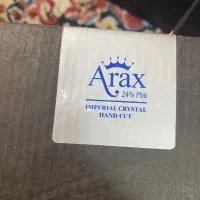 Arax
24% Pbo
IMPERIAL CRYSTAL
HAND CUT